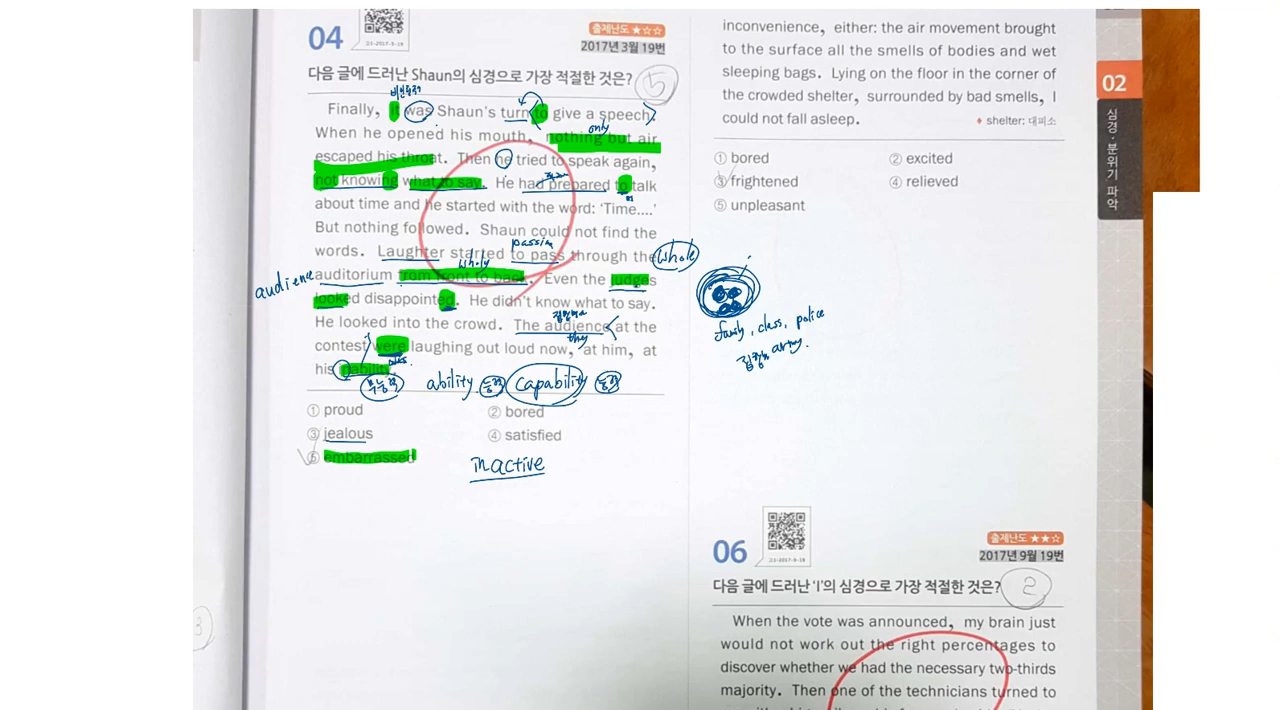 04
출제난도 ★☆☆
2017년 3월 19번
다음 글에 드러난 Shaun의 심경으로 가장 적절한 것은?
5
Finally, it was Shaun's turn to give a speech.
When he opened his mouth, nothing but air
only
escaped his throat. Then he tried to speak again,
not knowing what to say. He had prepared to talk
about time and he started with the word: 'Time....'
But nothing followed. Shaun could not find the
words. Laughter started to pass through the
whole
auditorium from front to back. Even the judges
audience
looked disappointed. He didn't know what to say.
He looked into the crowd. The audience at the
they
contest were laughing out loud now, at him, at
his inability.
부능력 ability 능력 capability 능력
① proud
② bored
③ jealous
④ satisfied
⑤ embarrassed
inactive
inconvenience, either: the air movement brought
to the surface all the smells of bodies and wet
sleeping bags. Lying on the floor in the corner of
the crowded shelter, surrounded by bad smells, I
could not fall asleep.
♦ shelter: 대피소
① bored
② excited
③ frightened
④ relieved
⑤ unpleasant
family, class, police
army.
06
출제난도 ★★☆
2017년 9월 19번
다음 글에 드러난 'I'의 심경으로 가장 적절한 것은?
2
When the vote was announced, my brain just
would not work out the right percentages to
discover whether we had the necessary two-thirds
majority. Then one of the technicians turned to
02
심경·분위기 파악
3